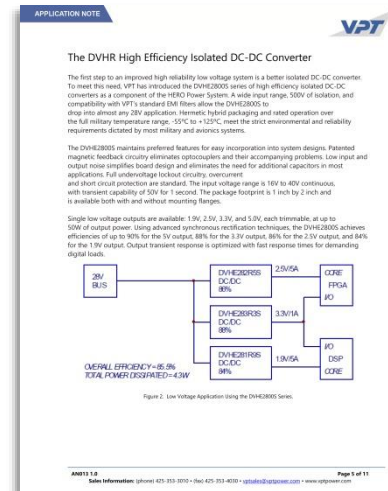 APPLICATION NOTE
VPT
The DVHR High Efficiency Isolated DC-DC Converter
The first step to an improved high reliability low voltage system is a better isolated DC-DC converter.
To meet this need, VPT has introduced the DVHE2800S series of high efficiency isolated DC-DC
converters as a component of the HERO Power System. A wide input range, 500V of isolation, and
compatibility with VPT's standard EMI filters allow the DVHE2800S to
drop into almost any 28V application. Hermetic hybrid packaging and rated operation over
the full military temperature range, -55°C to +125°C, meet the strict environmental and reliability
requirements dictated by most military and avionics systems.
The DVHE2800S maintains preferred features for easy incorporation into system designs. Patented
magnetic feedback circuitry eliminates optocouplers and their accompanying problems. Low input and
output noise simplifies board design and eliminates the need for additional capacitors in most
applications. Full undervoltage lockout circuitry, overcurrent
and short circuit protection are standard. The input voltage range is 16V to 40V continuous,
with transient capability of 50V for 1 second. The package footprint is 1 inch by 2 inch and
is available both with and without mounting flanges.
Single low voltage outputs are available: 1.9V, 2.5V, 3.3V, and 5.0V, each trimmable, at up to
50W of output power. Using advanced synchronous rectification techniques, the DVHE2800S achieves
efficiencies of up to 90% for the 5V output, 88% for the 3.3V output, 86% for the 2.5V output, and 84%
for the 1.9V output. Output transient response is optimized with fast response times for demanding
digital loads.
28V
BUS
DVHE282R5S
DC/DC
86%
2.5V/5A
CORE
FPGA
I/O
DVHE283R3S
DC/DC
88%
3.3V/1A
DVHE281R9S
DC/DC
84%
1.9V/5A
I/O
DSP
CORE
OVERALL EFFICIENCY=85.5%
TOTAL POWER DISSIPATED=4.3W
Figure 2. Low Voltage Application Using the DVHE2800S Series.
AN013 1.0
Page 5 of 11
Sales Information: (phone) 425-353-3010 • (fax) 425-353-4030 • vptsales@vptpower.com • www.vptpower.com